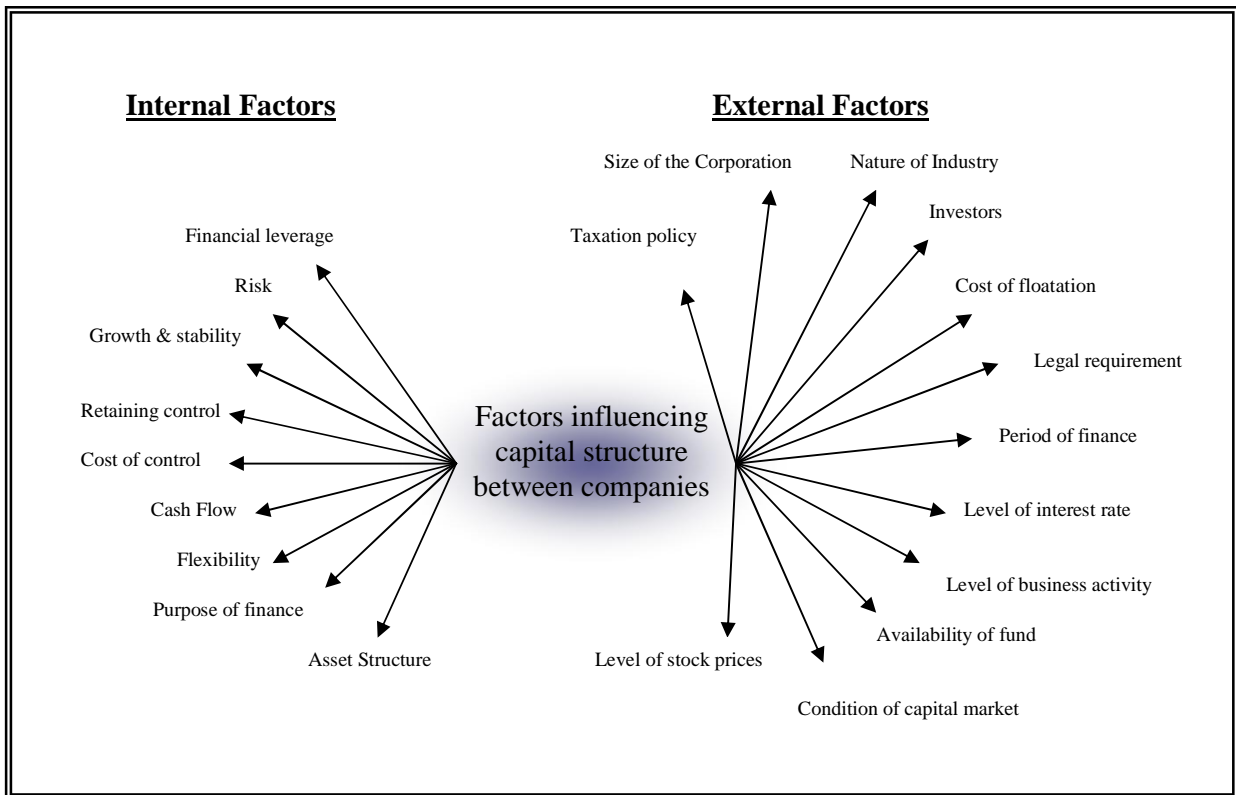 Internal Factors
Financial leverage
Risk
Growth & stability
Retaining control
Cost of control
Cash Flow
Flexibility
Purpose of finance
Asset Structure
Factors influencing
capital structure
between companies
External Factors
Size of the Corporation
Nature of Industry
Investors
Taxation policy
Cost of floatation
Legal requirement
Period of finance
Level of interest rate
Level of business activity
Availability of fund
Level of stock prices
Condition of capital market